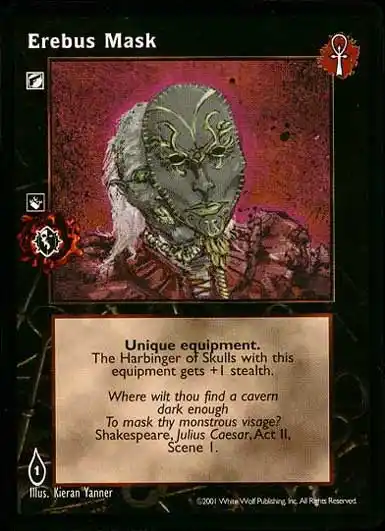 Erebus Mask
Unique equipment.
The Harbinger of Skulls with this
equipment gets +1 stealth.
Where wilt thou find a cavern
dark enough
To mask thy monstrous visage?
Shakespeare, Julius Caesar, Act II,
Scene 1.
1
Illus. Kieran Yanner
©2001 White Wolf Publishing, Inc. All Rights Reserved.